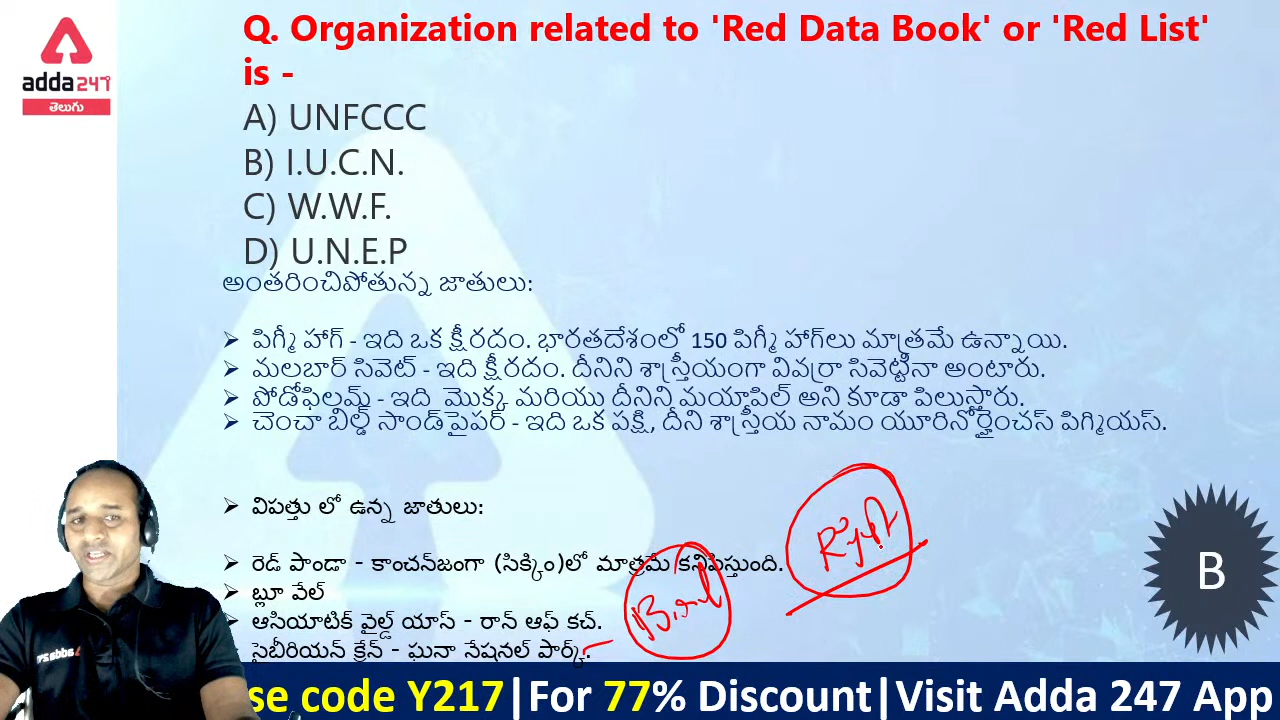 Q. Organization related to 'Red Data Book' or 'Red List'
is -
adda247
తెలుగు
A) UNFCCC
B) I.U.C.N.
C) W.W.F.
D) U.N.E.P
అంతరించిపోతున్న జాతులు:
➢ పిగ్మీ హాగ్ - ఇది ఒక క్షీరదం. భారతదేశంలో 150 పిగ్మీ హాగ్‌లు మాత్రమే ఉన్నాయి.
➢ మలబార్ సివెట్ - ఇది క్షీరదం. దీనిని శాస్త్రీయంగా వివర్రా సివెట్టినా అంటారు.
➢ పోడోఫిలమ్ - ఇది మొక్క మరియు దీనిని మయాపిల్ అని కూడా పిలుస్తారు.
➢ చెంచా బిల్డ్ సాండ్‌పైపర్ - ఇది ఒక పక్షి, దీని శాస్త్రీయ నామం యూరినోర్హైంచస్ పిగ్మియస్.
➢ విపత్తు లో ఉన్న జాతులు:
➢ రెడ్ పాండా - కాంచన్‌జంగా (సిక్కిం)లో మాత్రమే కనిపిస్తుంది.
➢ బ్లూ వేల్
ఆసియాటిక్ వైల్డ్ యాస్ - రాన్ ఆఫ్ కచ్.
సైబీరియన్ క్రేన్ - ఘనా నేషనల్ పార్క్.
Bird
B
se code Y217|For 77% Discount|Visit Adda 247 App